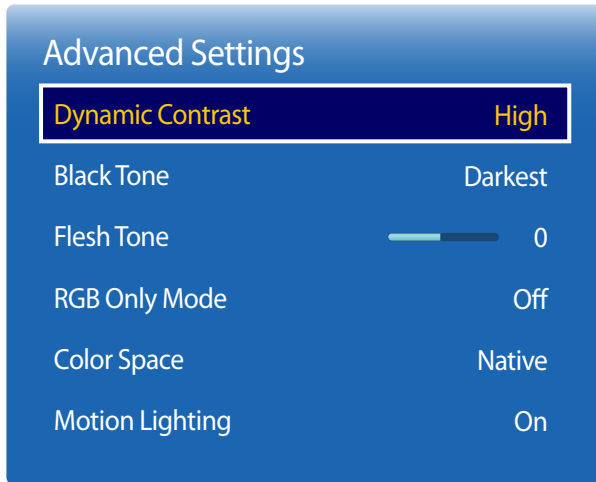 Advanced Settings
Dynamic Contrast High
Black Tone Darkest
Flesh Tone 0
RGB Only Mode Off
Color Space Native
Motion Lighting On